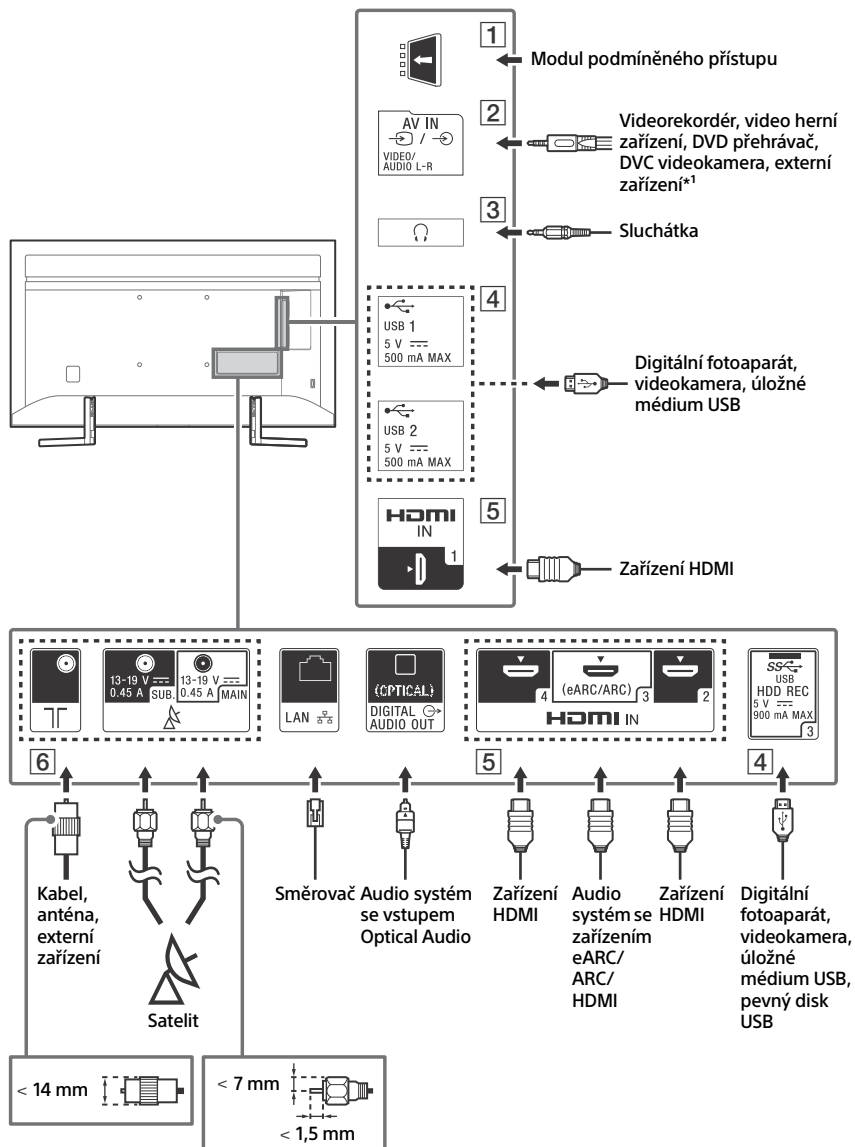 1
Modul podmíněného přístupu
2
AV IN
/
VIDEO/
AUDIO L-R
Videorekordér, video herní
zařízení, DVD přehrávač,
DVC videokamera, externí
zařízení*1
3
Sluchátka
4
USB 1
5 V
500 mA MAX
USB 2
5 V
500 mA MAX
Digitální fotoaparát,
videokamera, úložné
médium USB
5
HDMI
IN
1
Zařízení HDMI
13-19 V
0.45 A
SUB.
13-19 V
0.45 A
MAIN
LAN
(OPTICAL)
DIGITAL
AUDIO OUT
4
(eARC/ARC)
3
2
HDMI IN
SS
USB
HDD REC
5 V
900 mA MAX
3
6
5
4
Kabel,
anténa,
externí
zařízení
Satelit
Směrovač
Audio systém
se vstupem
Optical Audio
Zařízení
HDMI
Audio
systém se
zařízením
eARC/
ARC/
HDMI
Zařízení
HDMI
Digitální
fotoaparát,
videokamera,
úložné
médium USB,
pevný disk
USB
< 14 mm
< 7 mm
< 1,5 mm